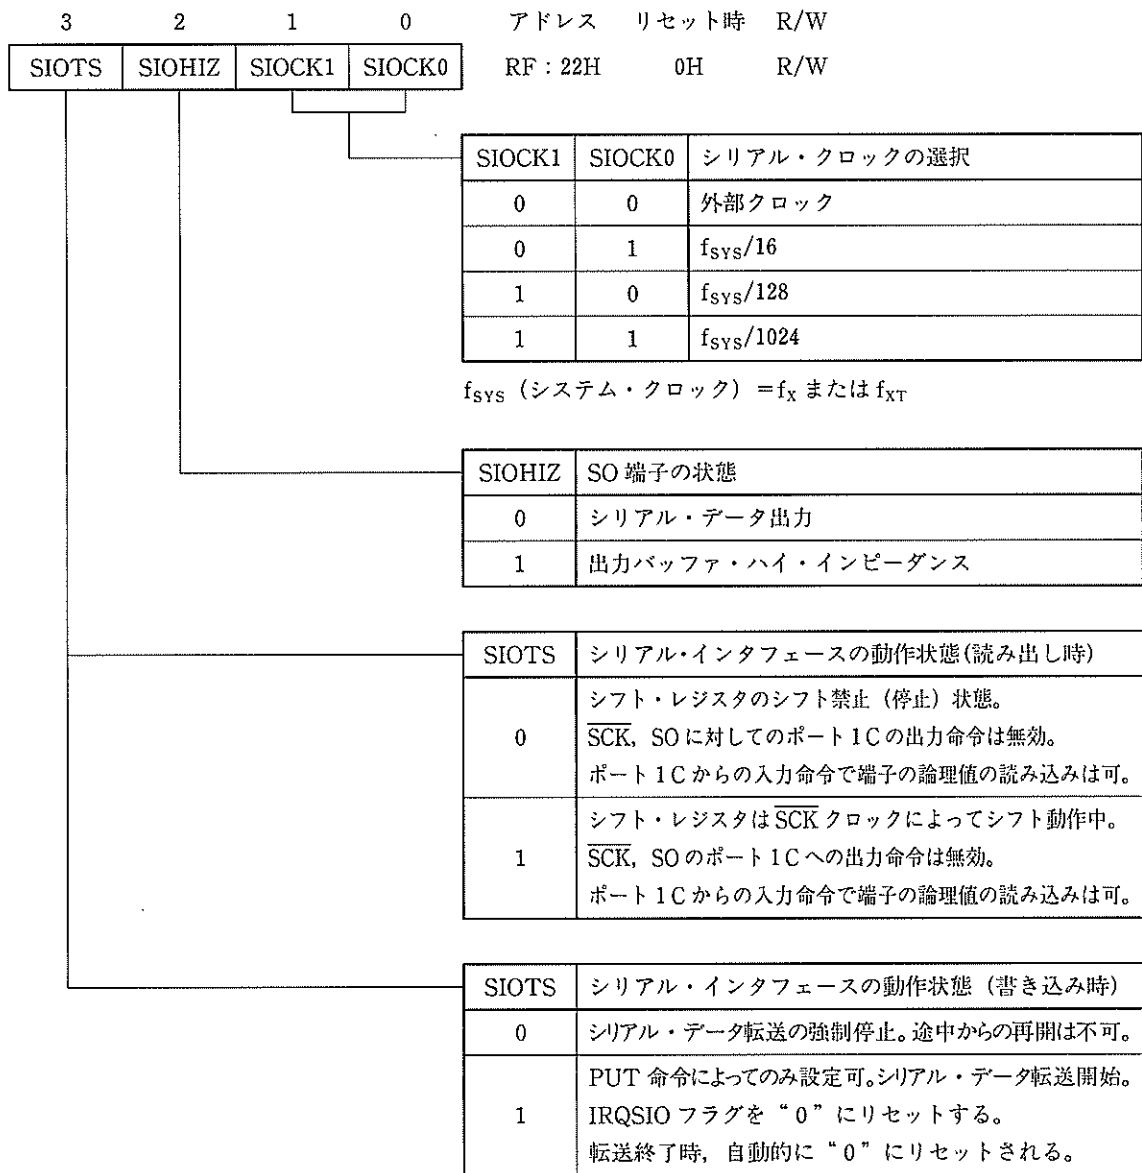 3 2 1 0 アドレス リセット時 R/W
SIOTS SIOHIZ SIOCK1 SIOCK0 RF：22H 0H R/W
SIOCK1 SIOCK0 シリアル・クロックの選択
0 0 外部クロック
0 1 fSYS/16
1 0 fSYS/128
1 1 fSYS/1024
fSYS（システム・クロック）＝fX または fXT
SIOHIZ SO 端子の状態
0 シリアル・データ出力
1 出力バッファ・ハイ・インピーダンス
SIOTS シリアル・インタフェースの動作状態(読み出し時)
シフト・レジスタのシフト禁止（停止）状態。
0 S̅C̅K̅, SO に対してのポート 1C の出力命令は無効。
ポート 1C からの入力命令で端子の論理値の読み込みは可。
シフト・レジスタは S̅C̅K̅ クロックによってシフト動作中。
1 S̅C̅K̅, SO のポート 1C への出力命令は無効。
ポート 1C からの入力命令で端子の論理値の読み込みは可。
SIOTS シリアル・インタフェースの動作状態（書き込み時）
0 シリアル・データ転送の強制停止。途中からの再開は不可。
PUT 命令によってのみ設定可。シリアル・データ転送開始。
1 IRQSIO フラグを “0” にリセットする。
転送終了時, 自動的に “0” にリセットされる。